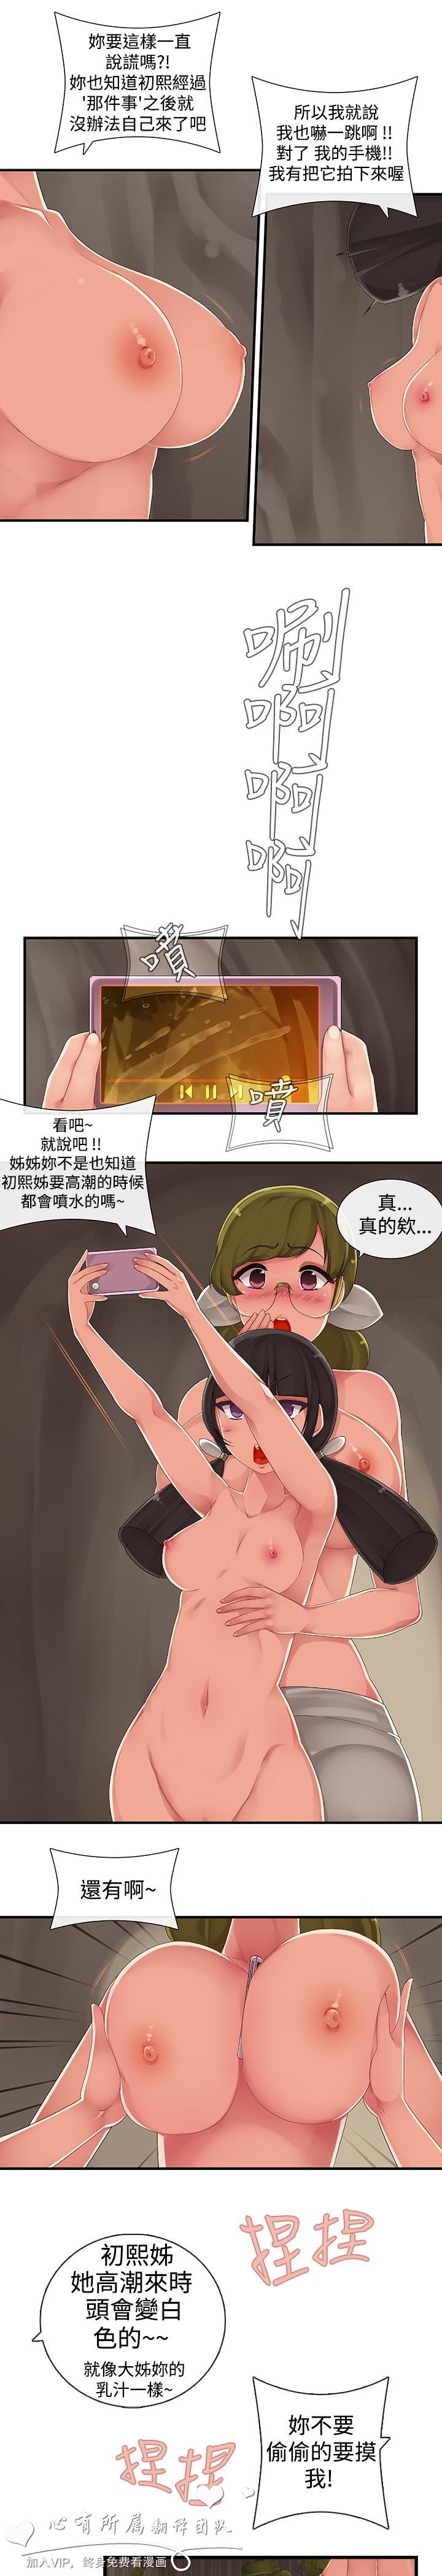 妳要這樣一直
說謊嗎?!
妳也知道初熙經過
'那件事'之後就
沒辦法自己來了吧
所以我就說
我也嚇一跳啊 !!
對了 我的手機!!
我有把它拍下來喔
唰
啊
啊
啊
噴
噴
看吧~
就說吧 !!
姊姊妳不是也知道
初熙姊要高潮的時候
都會噴水的嗎~
真...
真的欸...
還有啊~
捏捏
初熙姊
她高潮來時
頭會變白
色的~~
就像大姊妳的
乳汁一樣~
妳不要
偷偷的要摸
我!
捏捏
心有所属翻译团队
加入VIP，终身免费看漫画